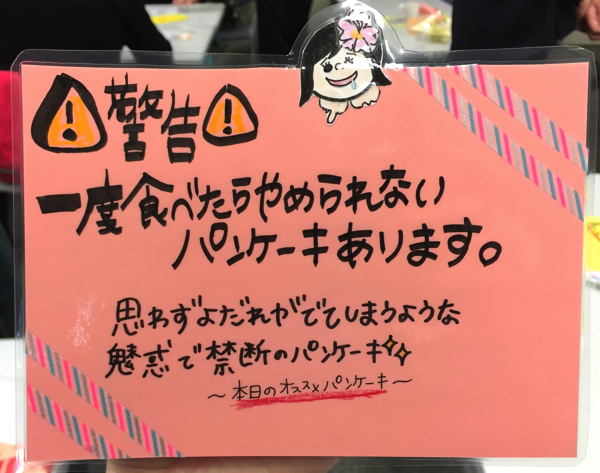 警告
一度食べたらやめられない
パンケーキあります。
思わずよだれがでてしまうような
魅惑で禁断のパンケーキ
～本日のオススメパンケーキ～